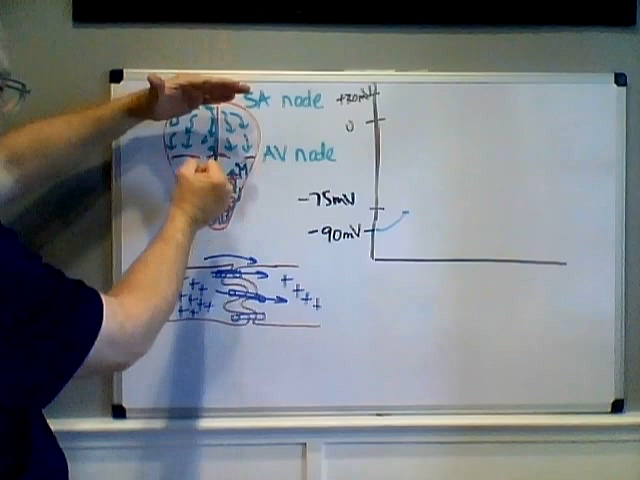 SA node
+20mV
0
AV node
-75mV
-90mV
+ + + +